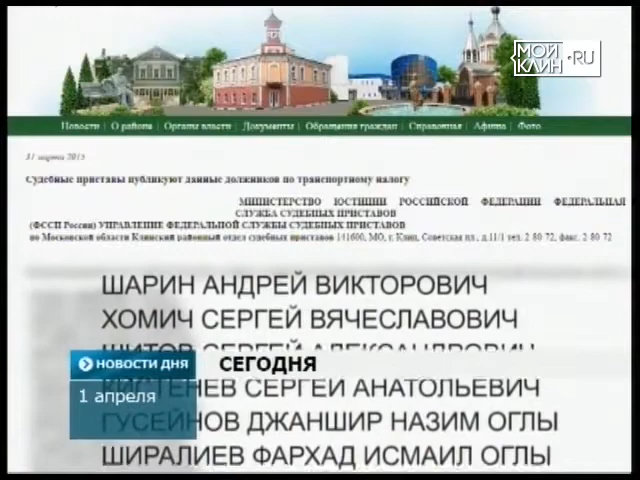 МОЙ
КЛИН .RU
Новости | О районе | Органы власти | Документы | Обращения граждан | Справочная | Афиша | Фото
31 марта 2015
Судебные приставы публикуют данные должников по транспортному налогу
МИНИСТЕРСТВО ЮСТИЦИИ РОССИЙСКОЙ ФЕДЕРАЦИИ ФЕДЕРАЛЬНАЯ
СЛУЖБА СУДЕБНЫХ ПРИСТАВОВ
(ФССП России) УПРАВЛЕНИЕ ФЕДЕРАЛЬНОЙ СЛУЖБЫ СУДЕБНЫХ ПРИСТАВОВ
по Московской области Клинский районный отдел судебных приставов 141600, МО, г. Клин, Советская пл., д.11/1 тел. 2-80-72, факс. 2-80-72
ШАРИН АНДРЕЙ ВИКТОРОВИЧ
ХОМИЧ СЕРГЕЙ ВЯЧЕСЛАВОВИЧ
СЕРГЕЙ АЛЕКСАНДРОВИЧ
НОВОСТИ ДНЯ СЕГОДНЯ
СЕРГЕЙ АНАТОЛЬЕВИЧ
1 апреля
ГУСЕЙНОВ ДЖАНШИР НАЗИМ ОГЛЫ
ШИРАЛИЕВ ФАРХАД ИСМАИЛ ОГЛЫ